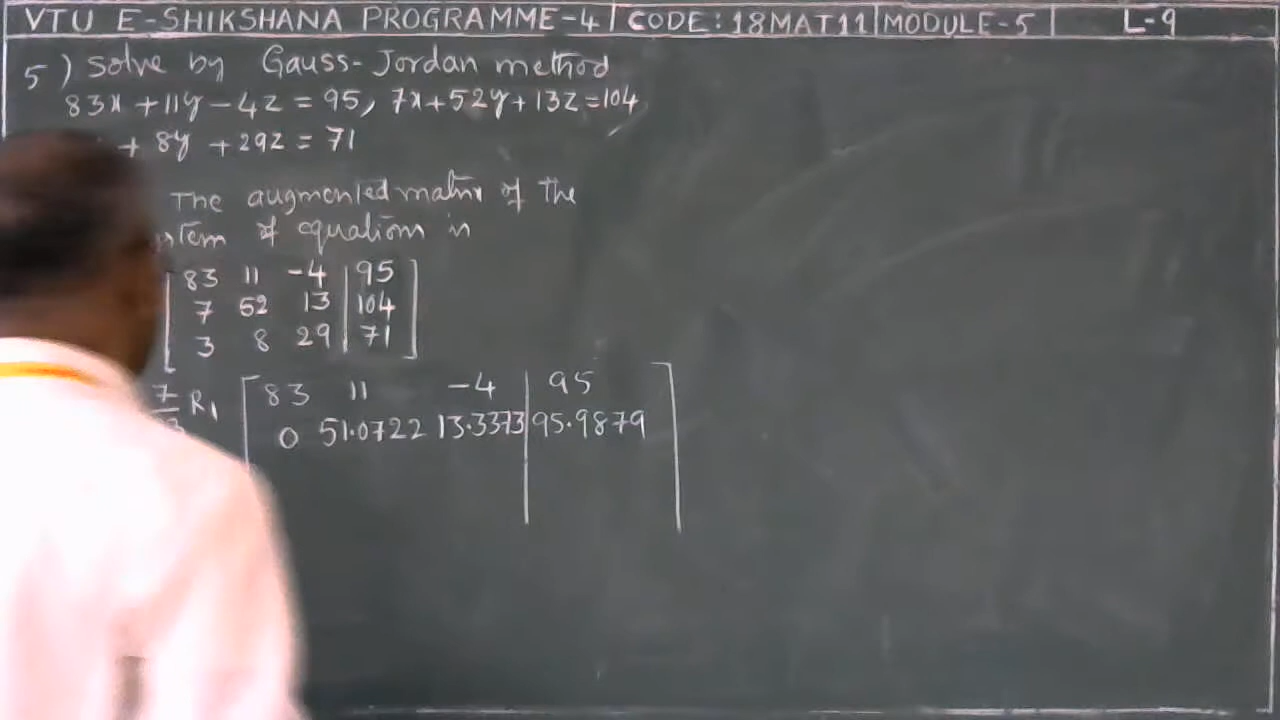 VTU E-SHIKSHANA PROGRAMME-4 | CODE: 18MAT11 | MODULE-5 | L-9
5) Solve by Gauss-Jordan method
83x + 11y - 4z = 95, 7x + 52y + 13z = 104
+ 8y + 29z = 71
The augmented matrix of the
of equations is
83 11 -4 | 95
7 52 13 | 104
3 8 29 | 71
7 R1
83 11 -4 | 95
0 51.0722 13.3373 | 95.9879